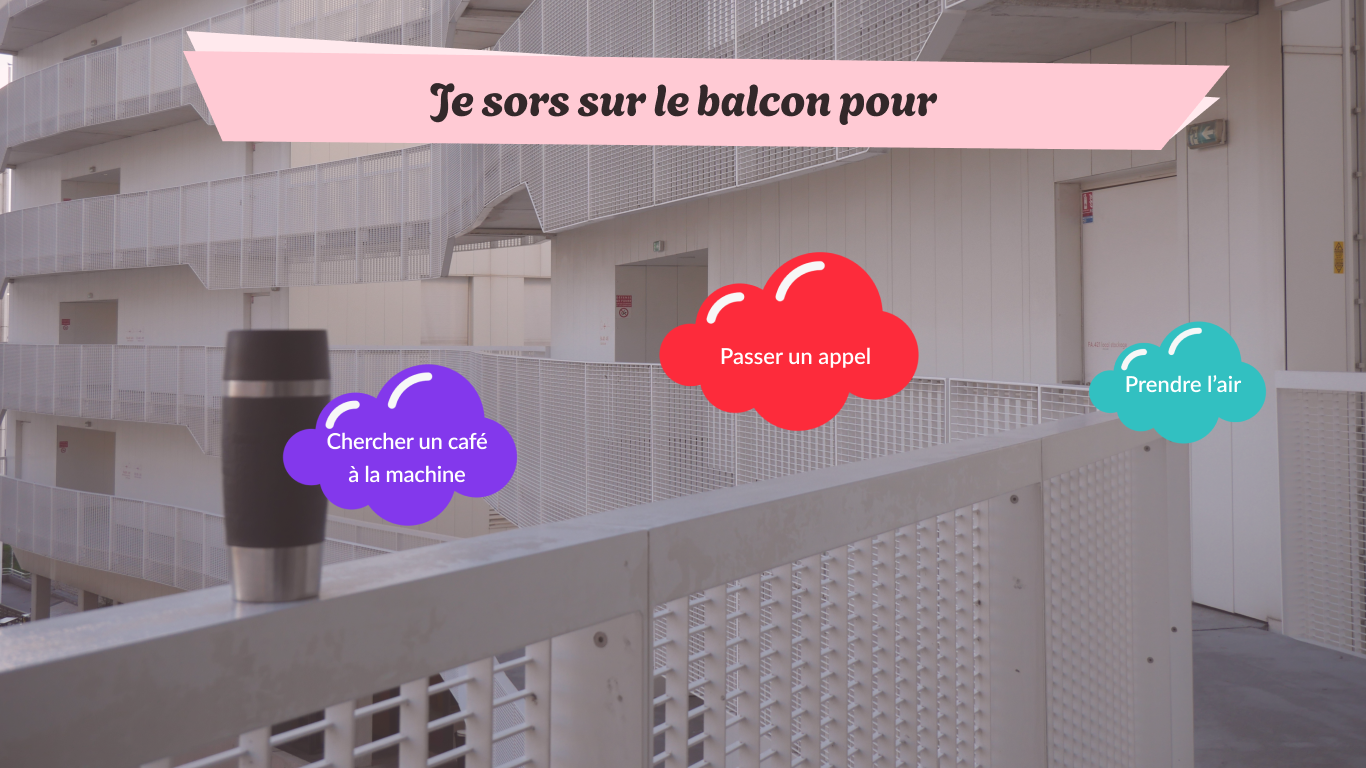 Je sors sur le balcon pour
Passer un appel
Prendre l'air
Chercher un café
à la machine